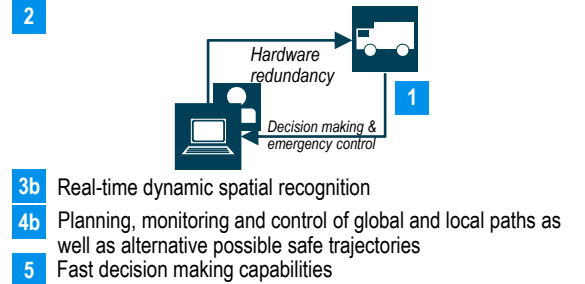 2
Hardware
redundancy
1
Decision making &
emergency control
3b Real-time dynamic spatial recognition
4b Planning, monitoring and control of global and local paths as
well as alternative possible safe trajectories
5 Fast decision making capabilities